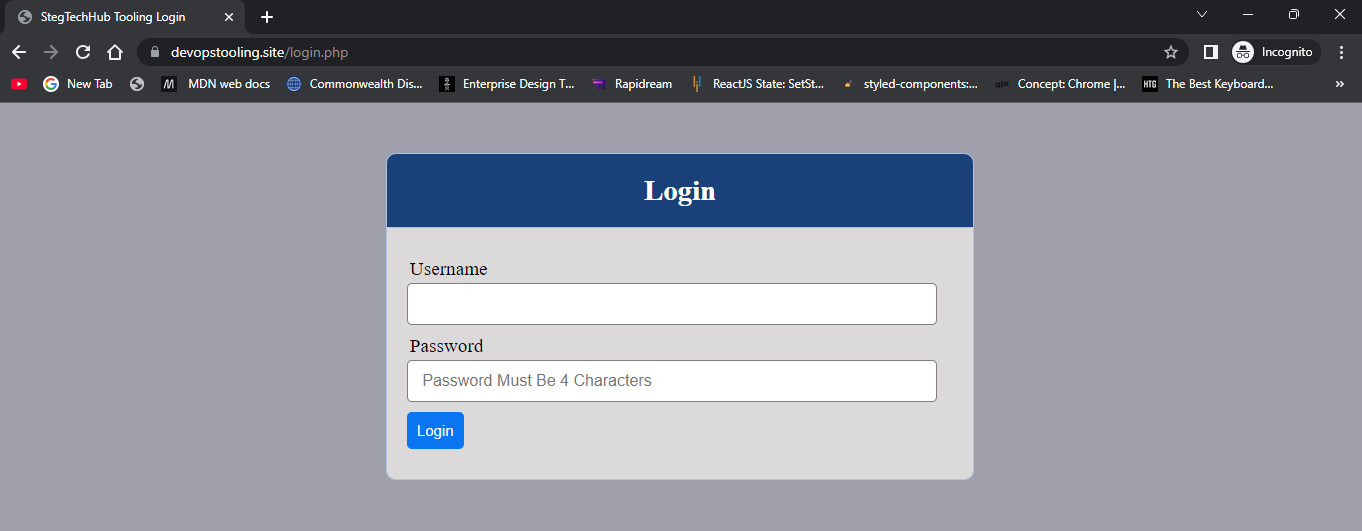 StegTechHub Tooling Login
devopstooling.site/login.php
Incognito
New Tab
M
MDN web docs
Commonwealth Dis...
Enterprise Design T...
Rapidream
ReactJS State: SetSt...
styled-components:...
Concept: Chrome |...
HTG
The Best Keyboard...
Login
Username
Password
Password Must Be 4 Characters
Login